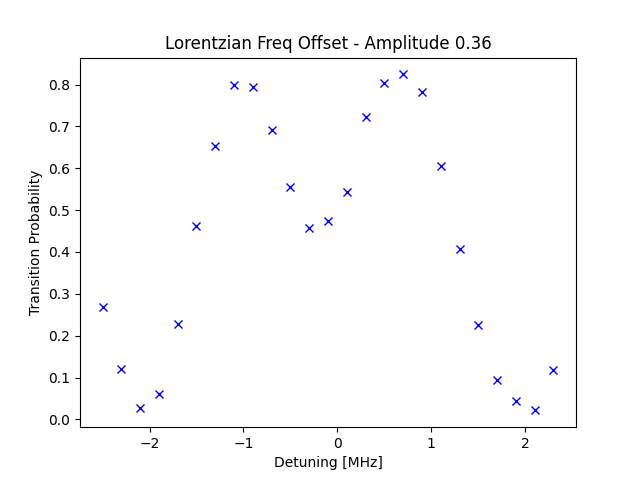 Lorentzian Freq Offset - Amplitude 0.36
Transition Probability
0.8
0.7
0.6
0.5
0.4
0.3
0.2
0.1
0.0
−2 −1 0 1 2
Detuning [MHz]